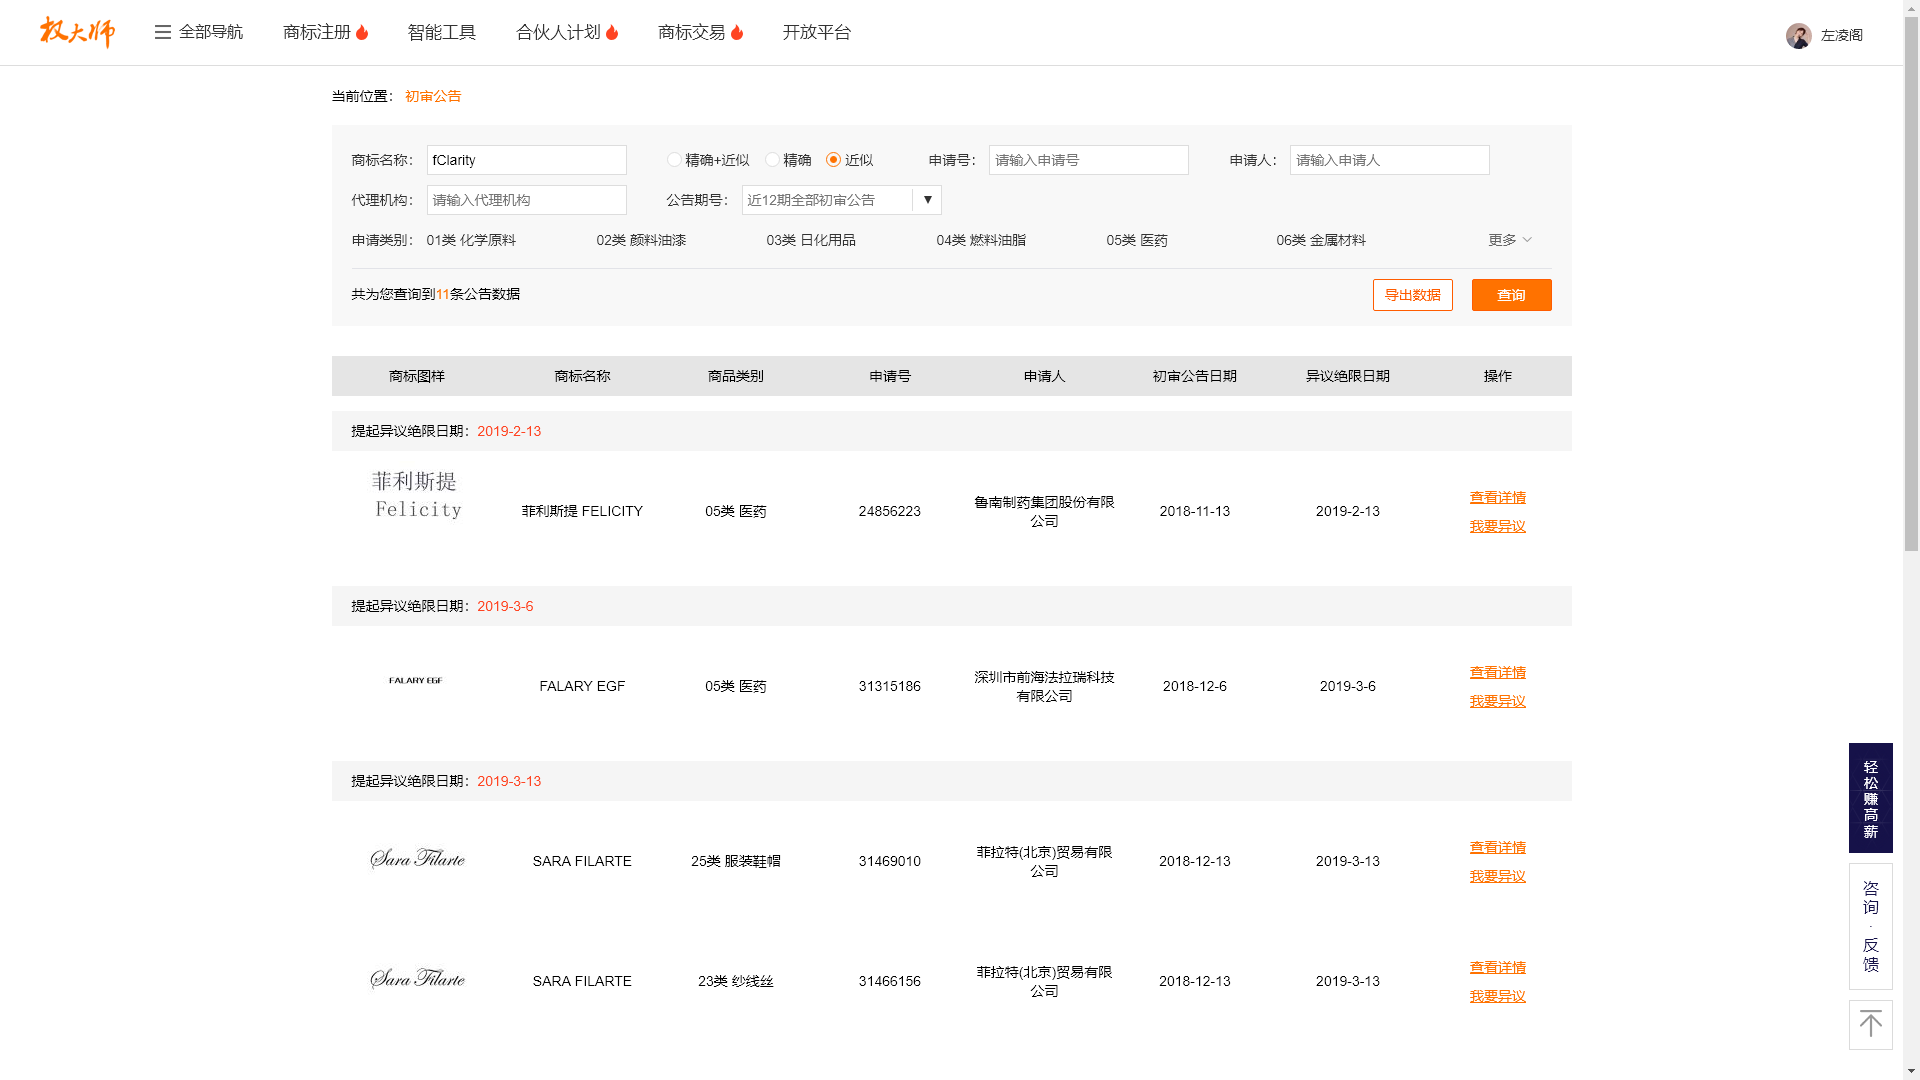 权大师
全部导航 商标注册 智能工具 合伙人计划 商标交易 开放平台 左凌阁
当前位置： 初审公告
商标名称： fClarity 精确+近似 精确 近似 申请号： 请输入申请号 申请人： 请输入申请人
代理机构： 请输入代理机构 公告期号： 近12期全部初审公告
申请类别： 01类 化学原料 02类 颜料油漆 03类 日化用品 04类 燃料油脂 05类 医药 06类 金属材料 更多
共为您查询到11条公告数据 导出数据 查询
商标图样 商标名称 商品类别 申请号 申请人 初审公告日期 异议绝限日期 操作
提起异议绝限日期：2019-2-13
菲利斯提
Felicity
菲利斯提 FELICITY 05类 医药 24856223 鲁南制药集团股份有限
公司
2018-11-13 2019-2-13 查看详情
我要异议
提起异议绝限日期：2019-3-6
FALARY EGF
FALARY EGF 05类 医药 31315186 深圳市前海法拉瑞科技
有限公司
2018-12-6 2019-3-6 查看详情
我要异议
提起异议绝限日期：2019-3-13
Sara Filarte
SARA FILARTE 25类 服装鞋帽 31469010 菲拉特(北京)贸易有限
公司
2018-12-13 2019-3-13 查看详情
我要异议
Sara Filarte
SARA FILARTE 23类 纱线丝 31466156 菲拉特(北京)贸易有限
公司
2018-12-13 2019-3-13 查看详情
我要异议
轻松赚高薪
咨询·反馈